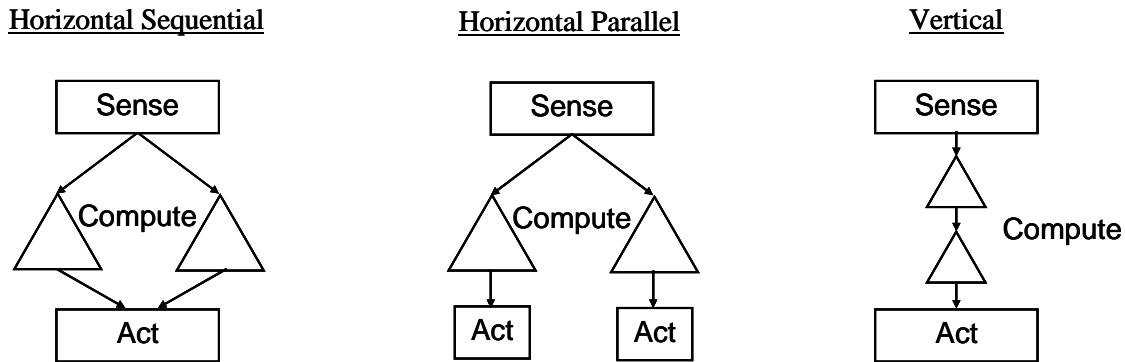 Horizontal Sequential
Sense
Compute
Act
Horizontal Parallel
Sense
Compute
Act
Act
Vertical
Sense
Compute
Act